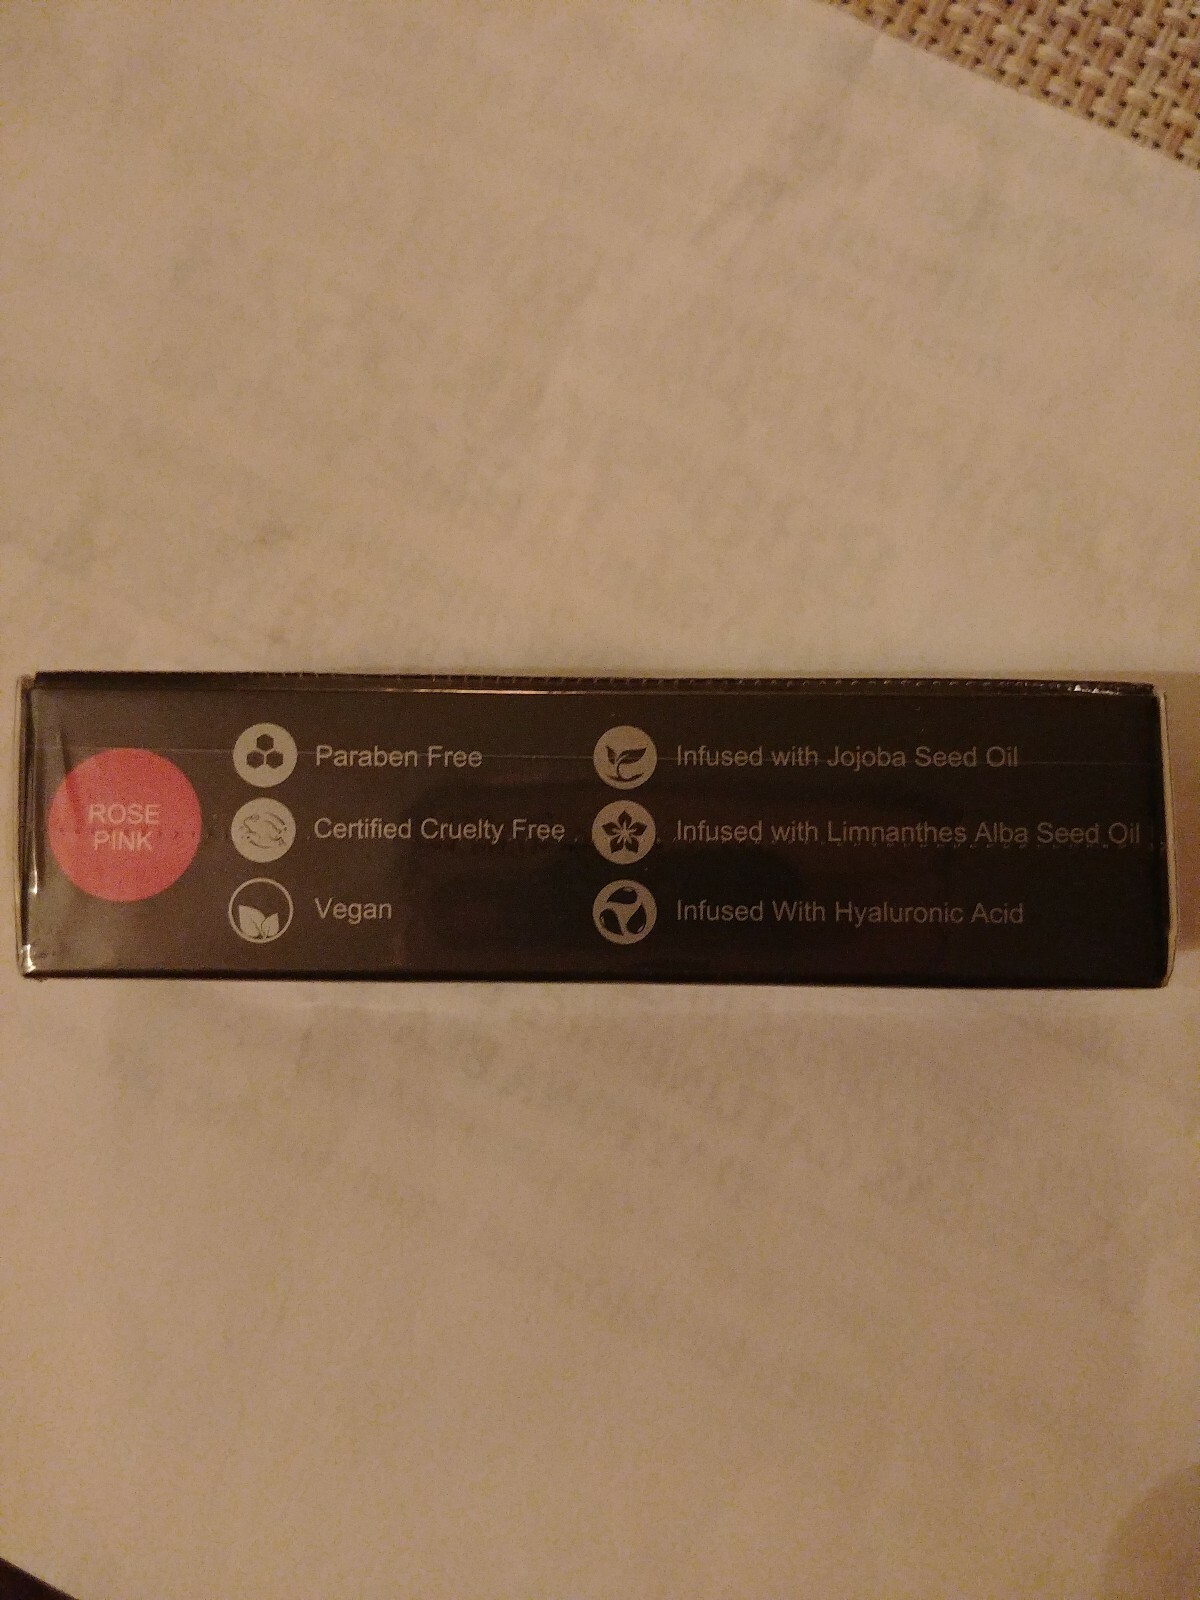 ROSE
PINK
Paraben Free
Certified Cruelty Free
Vegan
Infused with Jojoba Seed Oil
Infused with Limnanthes Alba Seed Oil
Infused With Hyaluronic Acid